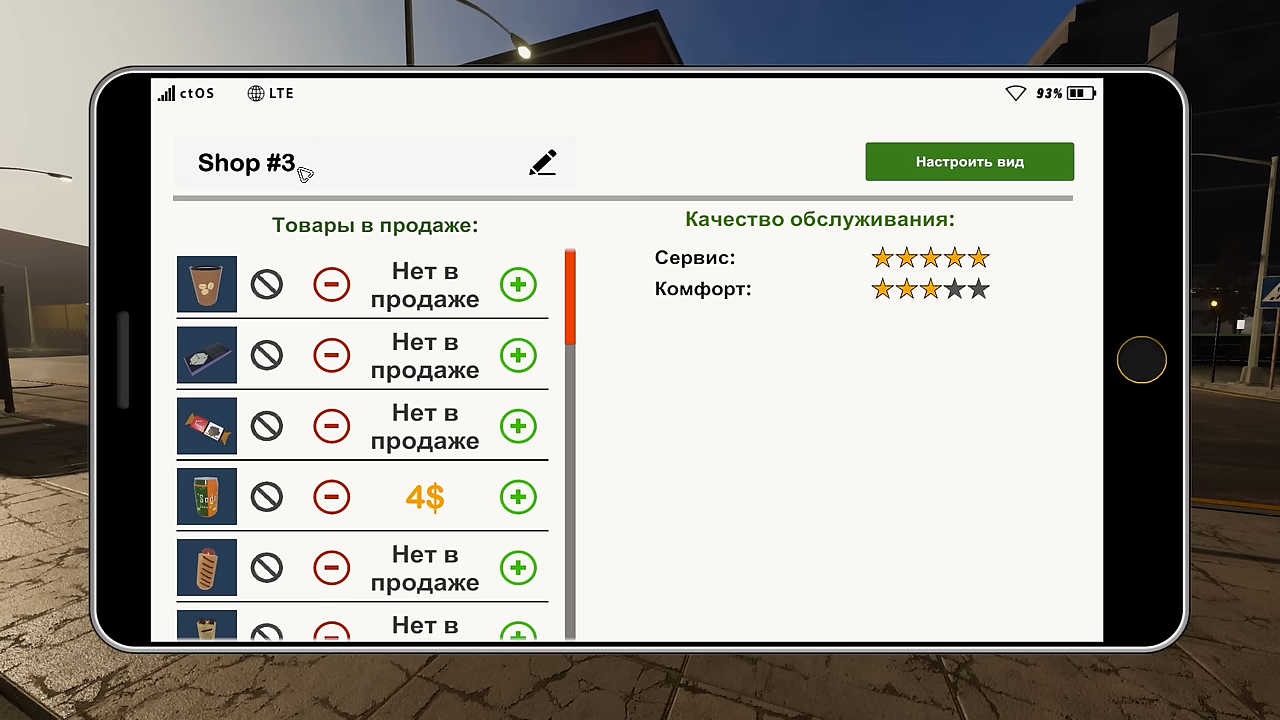 ctOS LTE 93%
Shop #3
Настроить вид
Товары в продаже:
Качество обслуживания:
Сервис:
Комфорт:
Нет в
продаже
Нет в
продаже
Нет в
продаже
4$
Нет в
продаже
Нет в